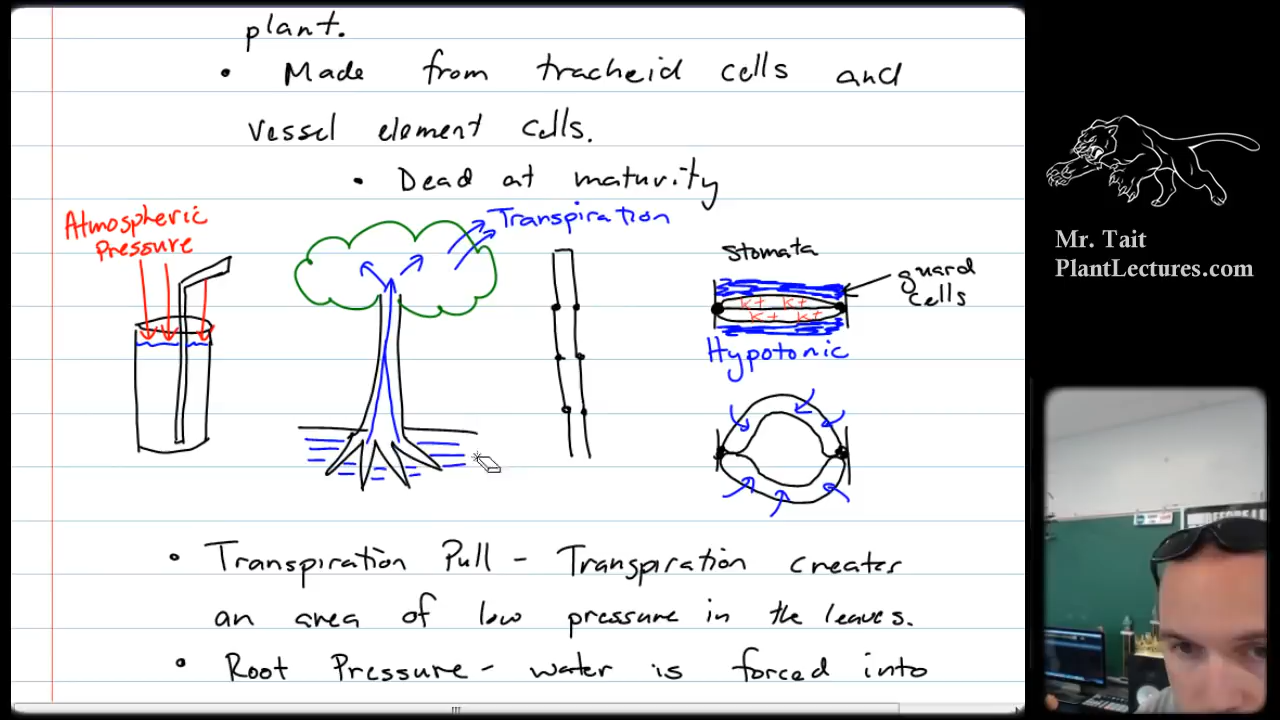 plant.
• Made from tracheid cells and
vessel element cells.
• Dead at maturity
Atmospheric
Pressure
Transpiration
Stomata
guard
cells
K+ K+
K+ K+
Hypotonic
• Transpiration Pull - Transpiration creates
an area of low pressure in the leaves.
• Root Pressure - water is forced into
Mr. Tait
PlantLectures.com